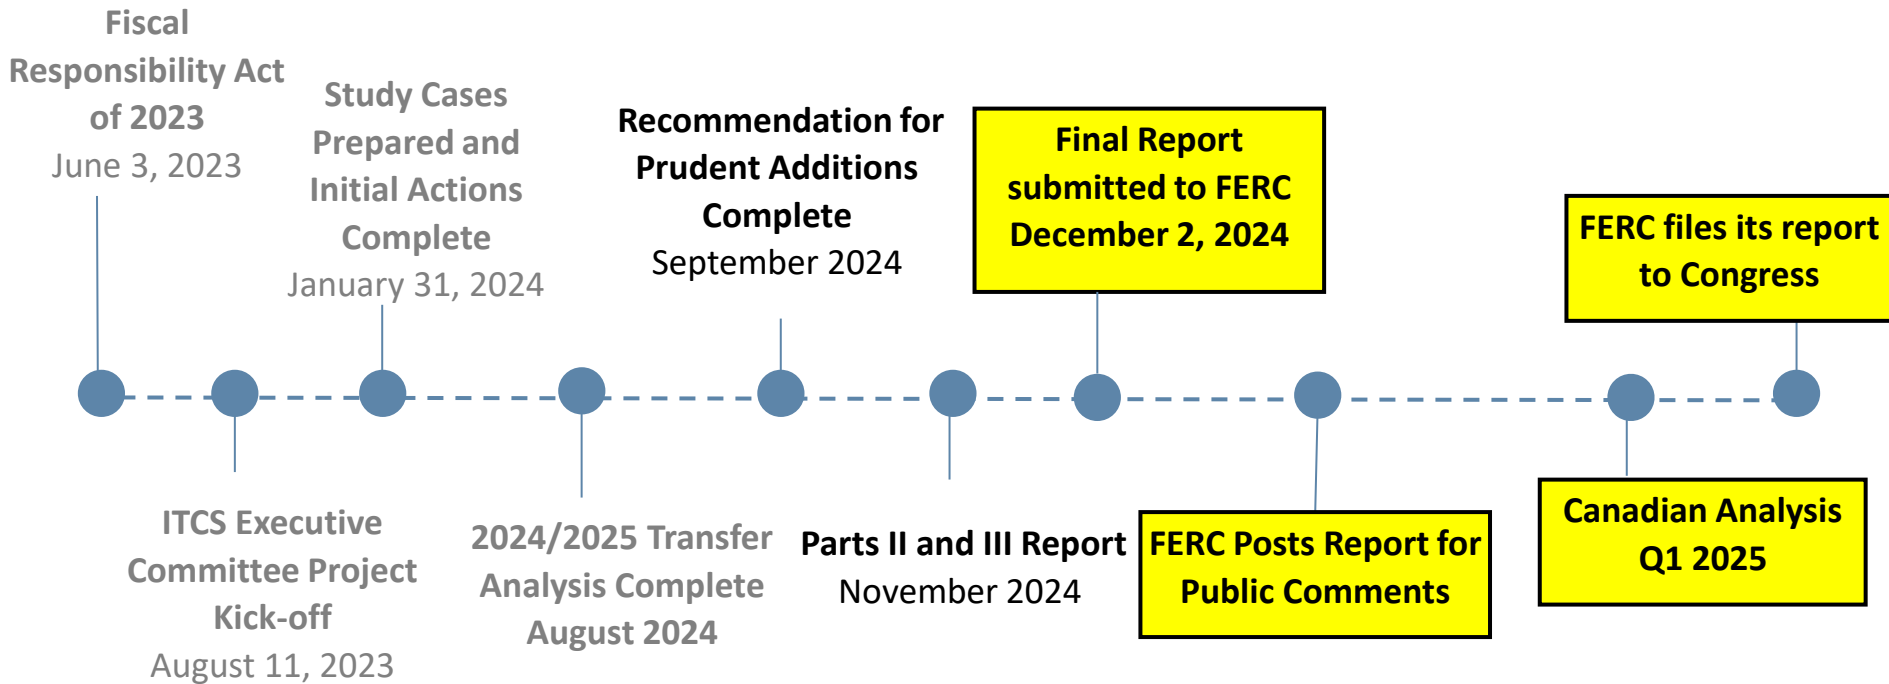 Fiscal
Responsibility Act
of 2023
June 3, 2023
Study Cases
Prepared and
Initial Actions
Complete
January 31, 2024
Recommendation for
Prudent Additions
Complete
September 2024
Final Report
submitted to FERC
December 2, 2024
FERC files its report
to Congress
ITCS Executive
Committee Project
Kick-off
August 11, 2023
2024/2025 Transfer
Analysis Complete
August 2024
Parts II and III Report
November 2024
FERC Posts Report for
Public Comments
Canadian Analysis
Q1 2025